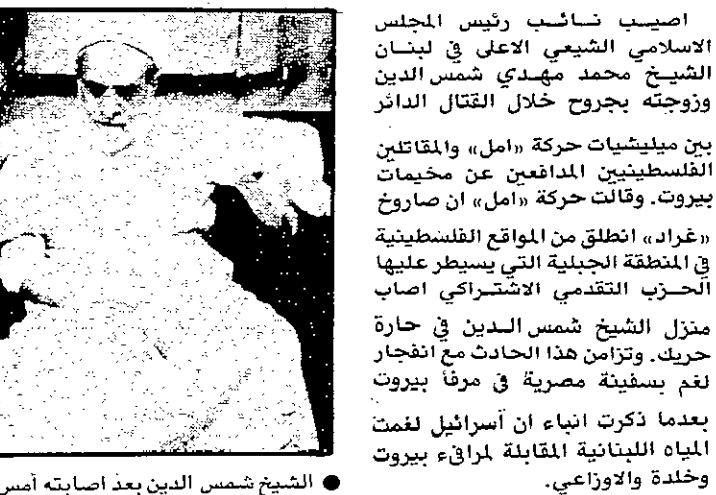 اصيب نائب رئيس المجلس
الاسلامي الشيعي الاعلى في لبنان
الشيخ محمد مهدي شمس الدين
وزوجته بجروح خلال القتال الدائر
بين ميليشيات حركة «امل» والمقاتلين
الفلسطينيين المدافعين عن مخيمات
بيروت. وقالت حركة «امل» ان صاروخ
«غراد» انطلق من المواقع الفلسطينية
في المنطقة الجبلية التي يسيطر عليها
الحزب التقدمي الاشتراكي اصاب
منزل الشيخ شمس الدين في حارة
حريك. وتزامن هذا الحادث مع انفجار
لغم بسفينة مصرية في مرفأ بيروت
بعدما ذكرت انباء ان أسرائيل لغمت
المياه اللبنانية المقابلة لمرافىء بيروت
وخلدة والاوزاعي.
● الشيخ شمس الدين بعد اصابته أمس